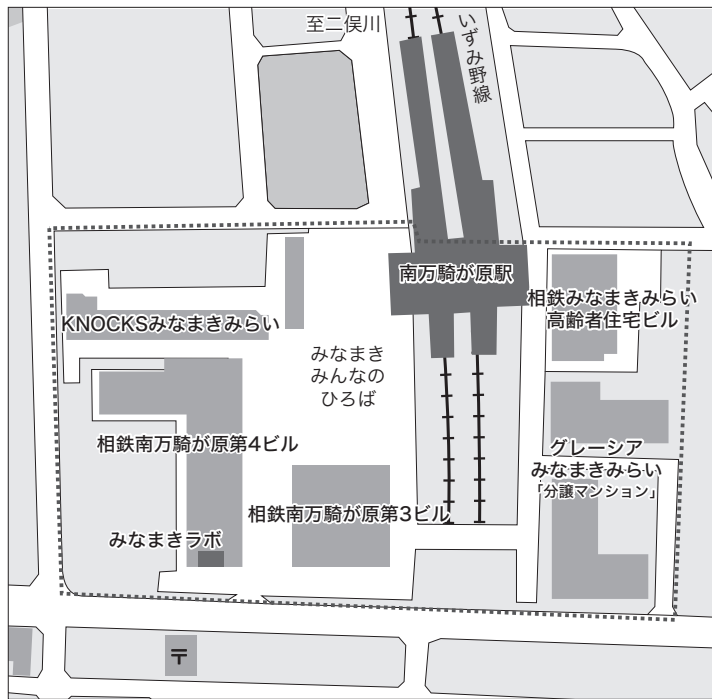 至二俣川
いずみ野線
南万騎が原駅
相鉄みなまきみらい
高齢者住宅ビル
KNOCKSみなまきみらい
みなまき
みんなの
ひろば
相鉄南万騎が原第4ビル
グレーシア
みなまきみらい
「分譲マンション」
相鉄南万騎が原第3ビル
みなまきラボ
〒